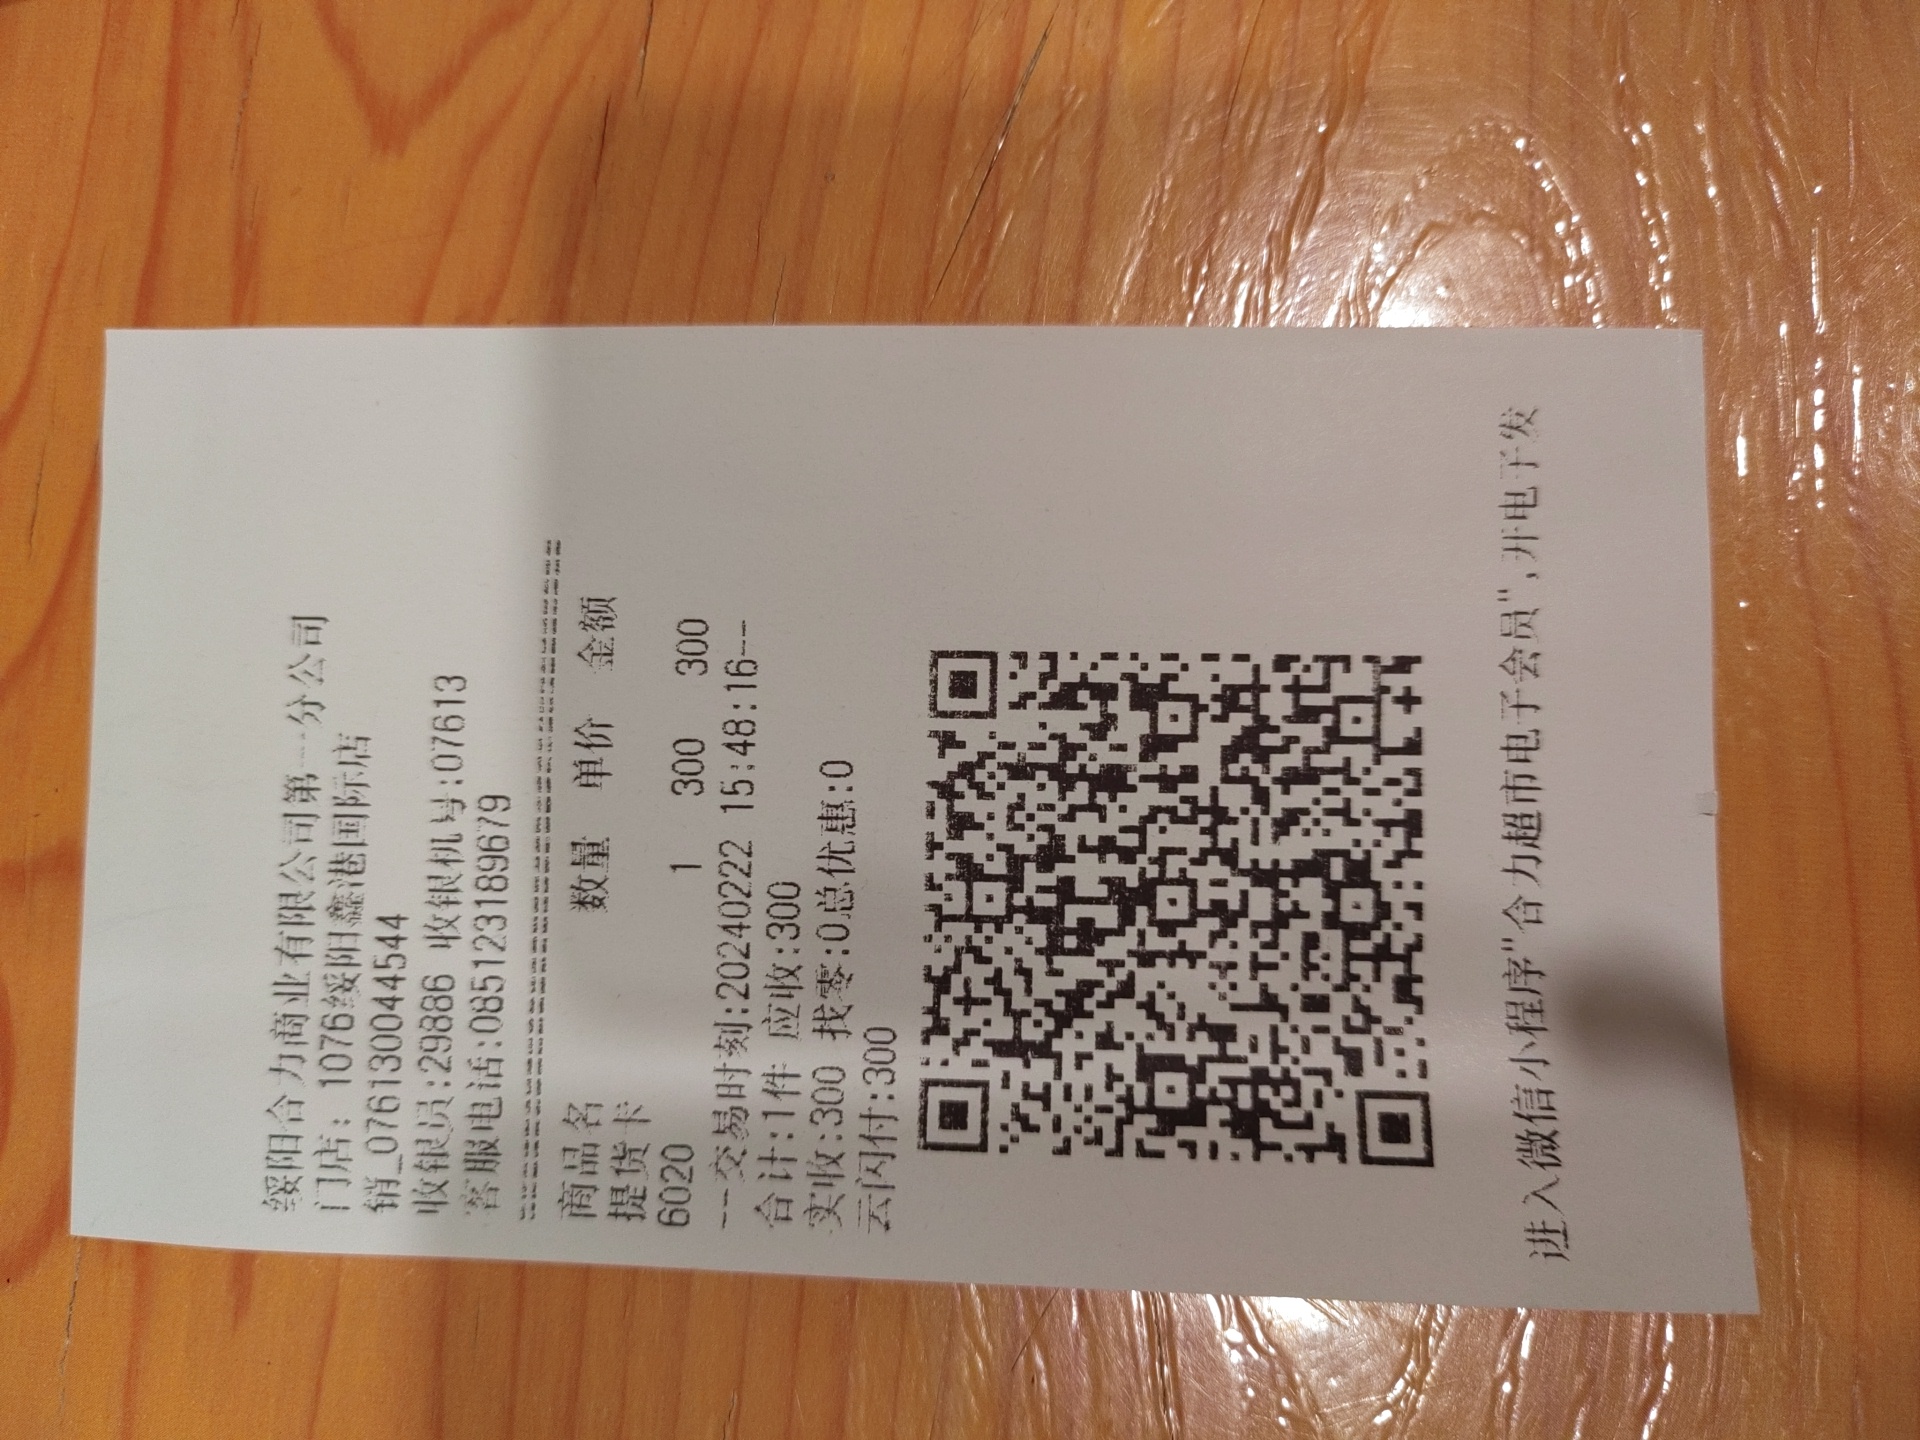 绥阳合力商业有限公司第一分公司
门店: 1076绥阳鑫港国际店
销_076130044544
收银员:29886 收银机号:07613
客服电话:085123189679
商品名 数量 单价 金额
提货卡
6020 1 300 300
--交易时刻:20240222 15:48:16--
合计:1件 应收:300
实收:300 找零:0总优惠:0
云闪付:300
进入微信小程序"合力超市电子会员",开电子发